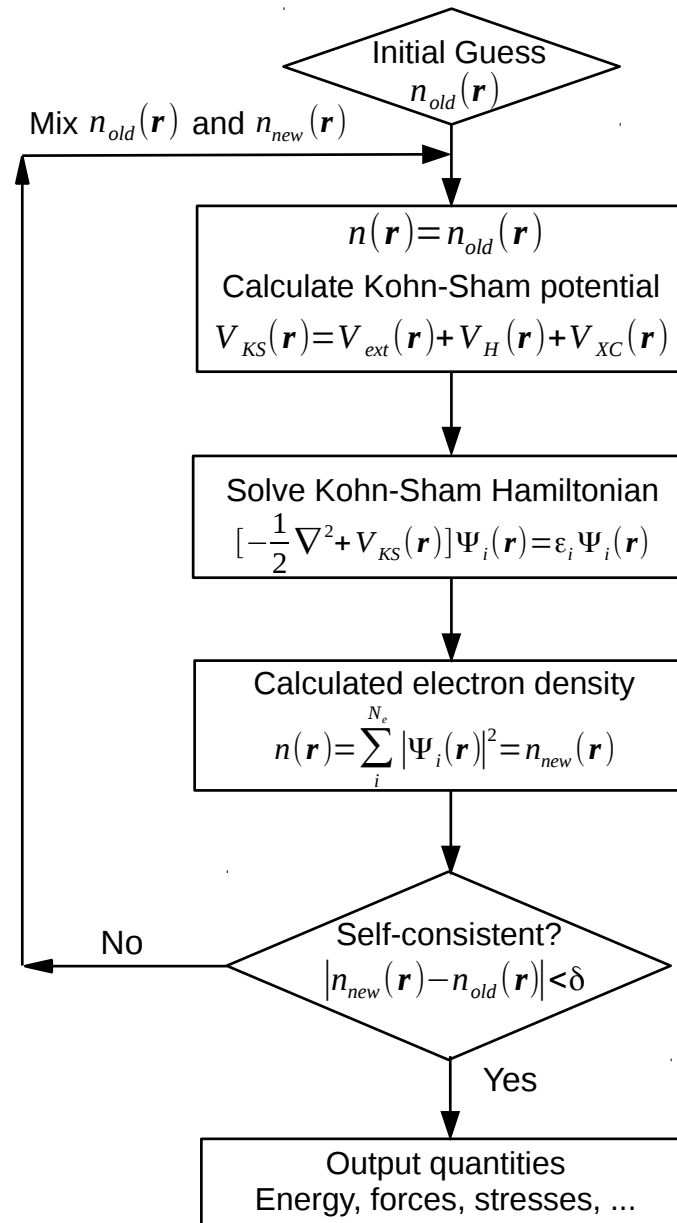 Initial Guess
n_old(r)
Mix n_old(r) and n_new(r)
n(r)=n_old(r)
Calculate Kohn-Sham potential
V_KS(r)=V_ext(r)+V_H(r)+V_XC(r)
Solve Kohn-Sham Hamiltonian
[-1/2 ∇²+V_KS(r)]Ψ_i(r)=ε_i Ψ_i(r)
Calculated electron density
n(r)=∑_i^{N_e}|Ψ_i(r)|²=n_new(r)
Self-consistent?
|n_new(r)−n_old(r)|<δ
No
Yes
Output quantities
Energy, forces, stresses, ...